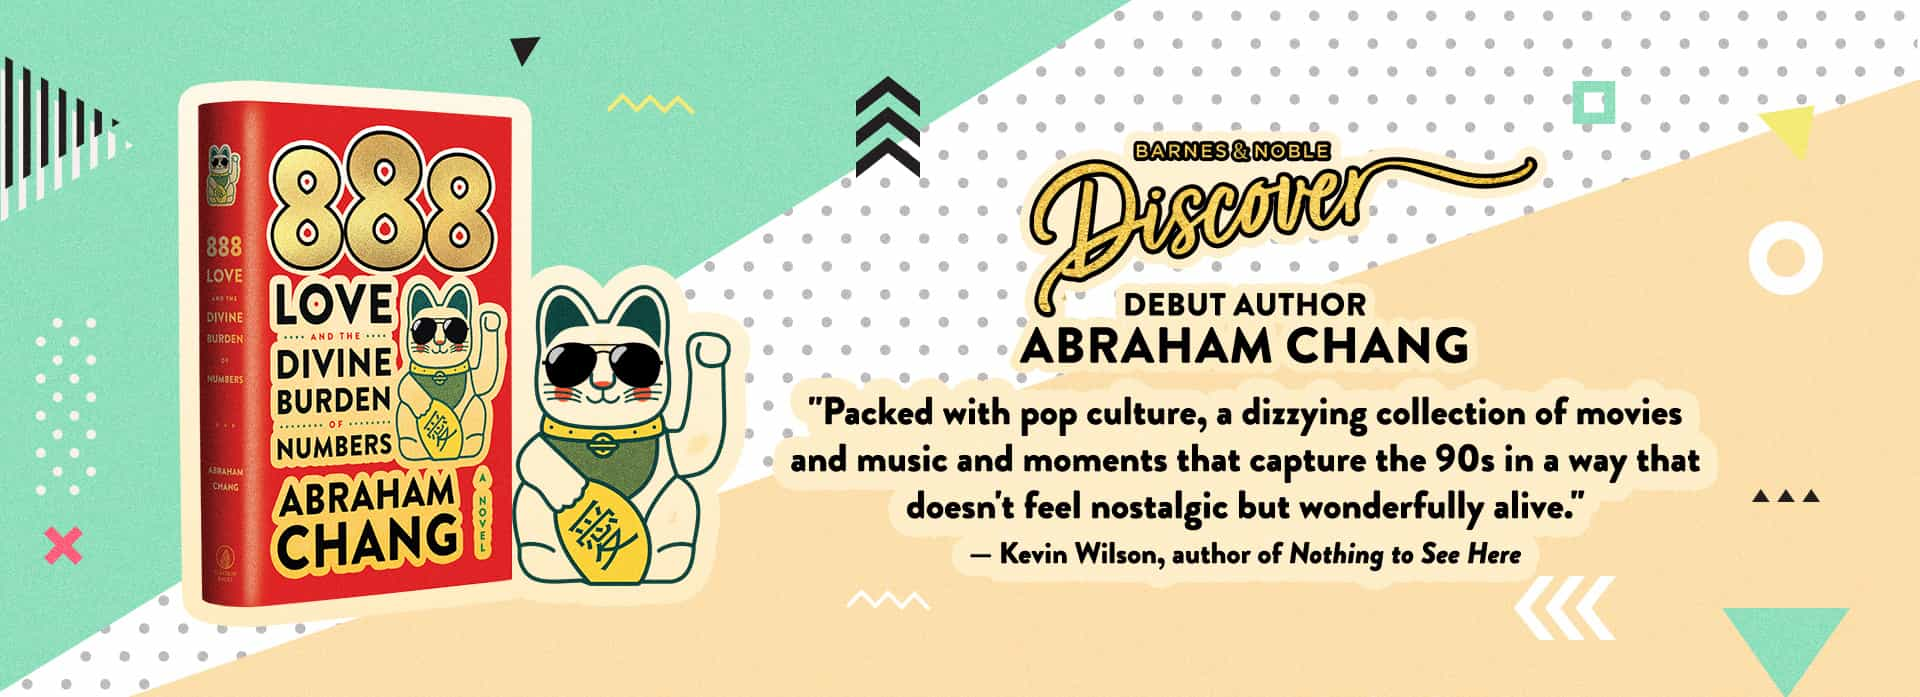 888
LOVE
AND THE
DIVINE
BURDEN
OF
NUMBERS
ABRAHAM
CHANG
888
LOVE
AND THE
DIVINE
BURDEN
OF
NUMBERS
愛
ABRAHAM
CHANG
A NOVEL
愛
BARNES & NOBLE
Discover
DEBUT AUTHOR
ABRAHAM CHANG
"Packed with pop culture, a dizzying collection of movies
and music and moments that capture the 90s in a way that
doesn't feel nostalgic but wonderfully alive."
— Kevin Wilson, author of Nothing to See Here